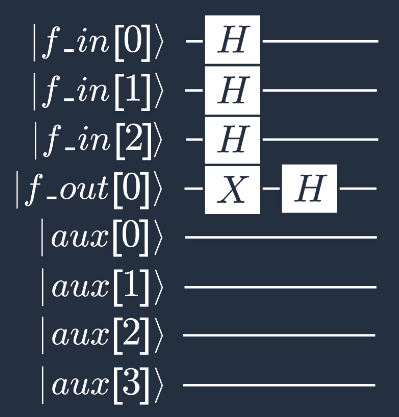 |f_in[0]⟩ H
|f_in[1]⟩ H
|f_in[2]⟩ H
|f_out[0]⟩ X H
|aux[0]⟩
|aux[1]⟩
|aux[2]⟩
|aux[3]⟩